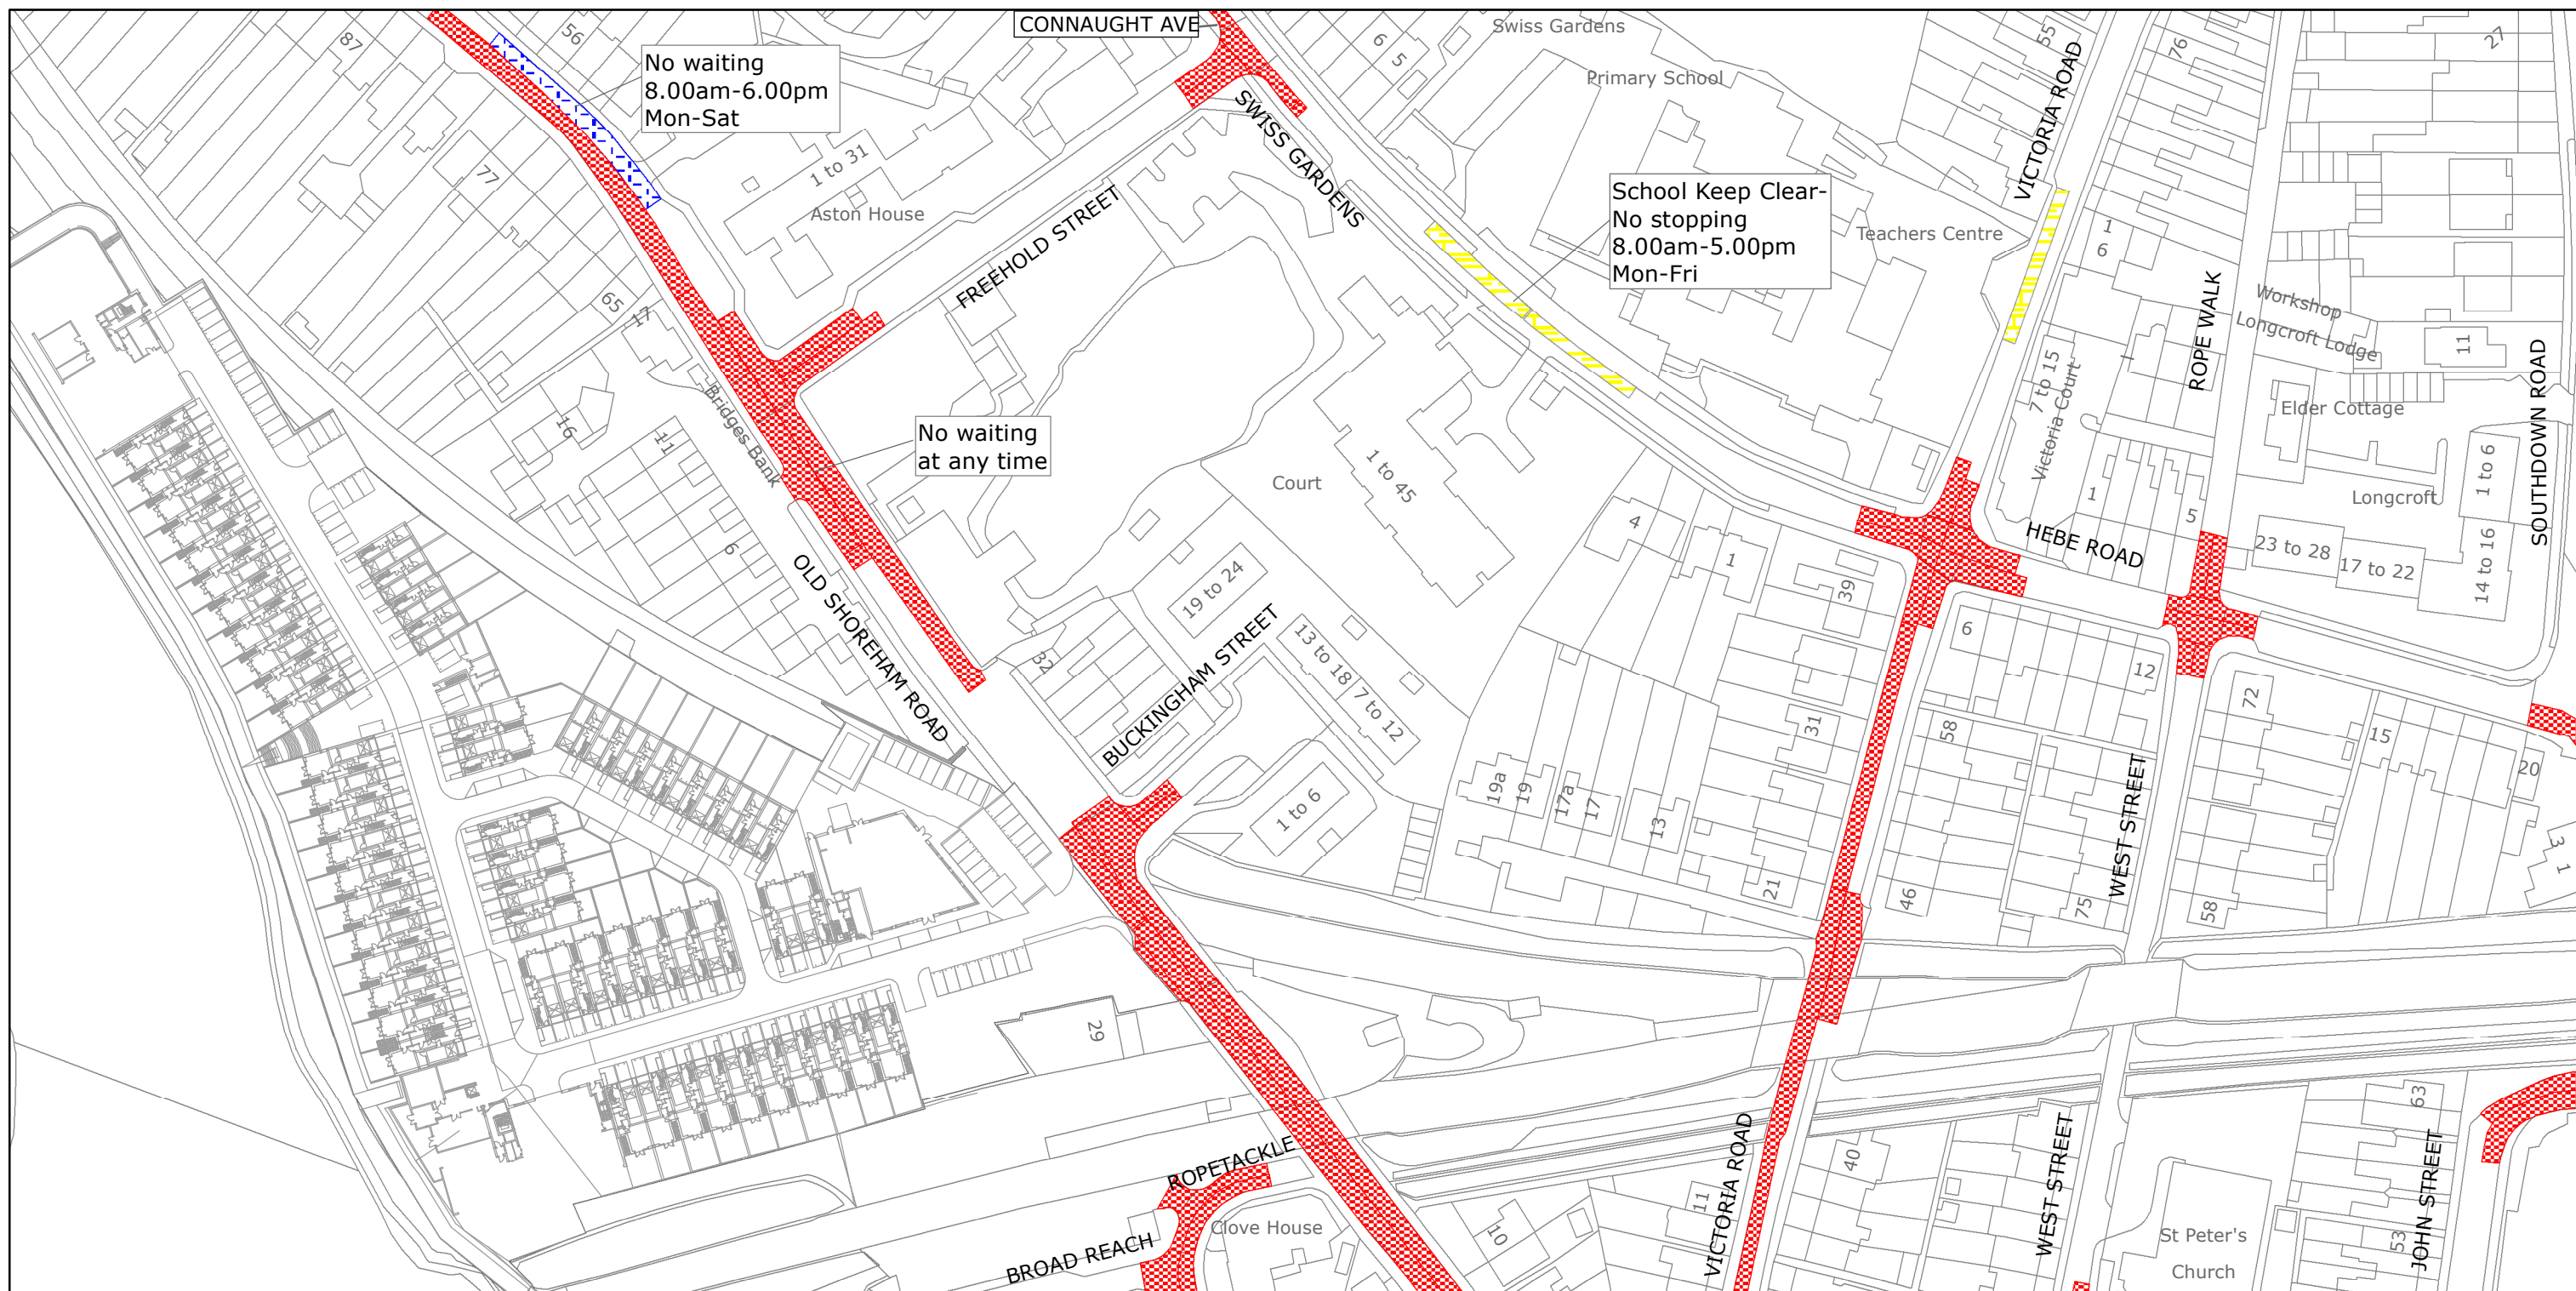 CONNAUGHT AVE
Swiss Gardens
Primary School
87
56
6
5
55
76
27
No waiting
8.00am-6.00pm
Mon-Sat
SWISS GARDENS
VICTORIA ROAD
1 to 31
Aston House
77
School Keep Clear-
No stopping
8.00am-5.00pm
Mon-Fri
Teachers Centre
1
6
FREEHOLD STREET
65
17
ROPE WALK
Workshop
Longcroft Lodge
11
SOUTHDOWN ROAD
7 to 15
Victoria Court
Elder Cottage
Bridges Bank
16
11
No waiting
at any time
Court
1 to 45
1
5
Longcroft
1 to 6
4
1
HEBE ROAD
23 to 28
17 to 22
14 to 16
6
OLD SHOREHAM ROAD
19 to 24
39
32
BUCKINGHAM STREET
13 to 18
7 to 12
6
12
72
31
58
15
20
19a
19
17a
17
13
1 to 6
21
46
WEST STREET
75
58
3
1
29
63
ROPETACKLE
VICTORIA ROAD
40
WEST STREET
JOHN STREET
11
Clove House
10
BROAD REACH
St Peter's
Church
53